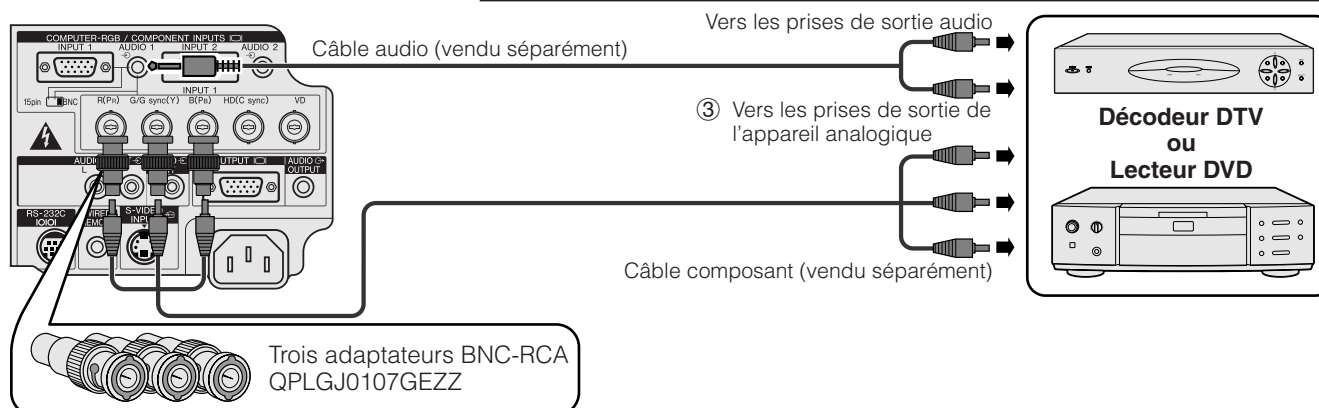 Vers les prises de sortie audio
COMPUTER-RGB / COMPONENT INPUTS
INPUT 1 AUDIO 1 INPUT 2 AUDIO 2
Câble audio (vendu séparément)
15pin BNC
INPUT 1
R(PR) G/G sync(Y) B(PB) HD(C sync) VD
③ Vers les prises de sortie de
l'appareil analogique
Décodeur DTV
ou
Lecteur DVD
L
AUDIO
OUTPUT
RS-232C
S-VIDEO
Câble composant (vendu séparément)
Trois adaptateurs BNC-RCA
QPLGJ0107GEZZ